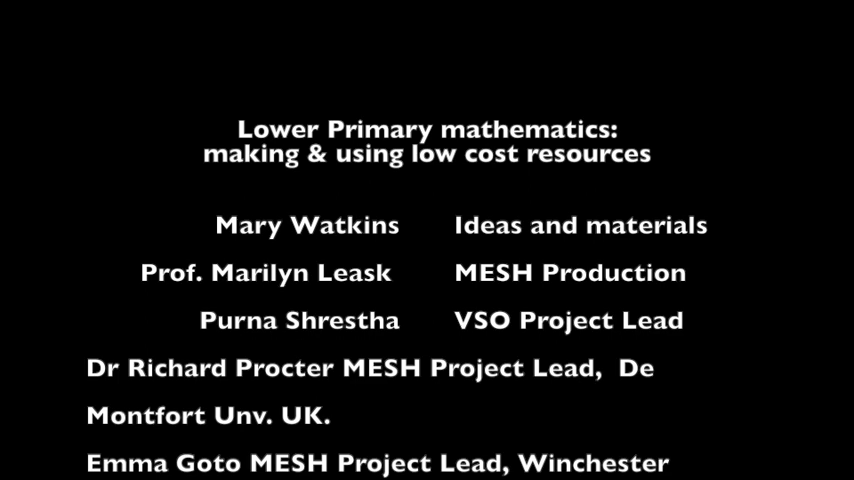 Lower Primary mathematics:
making & using low cost resources
Mary Watkins Ideas and materials
Prof. Marilyn Leask MESH Production
Purna Shrestha VSO Project Lead
Dr Richard Procter MESH Project Lead, De
Montfort Unv. UK.
Emma Goto MESH Project Lead, Winchester